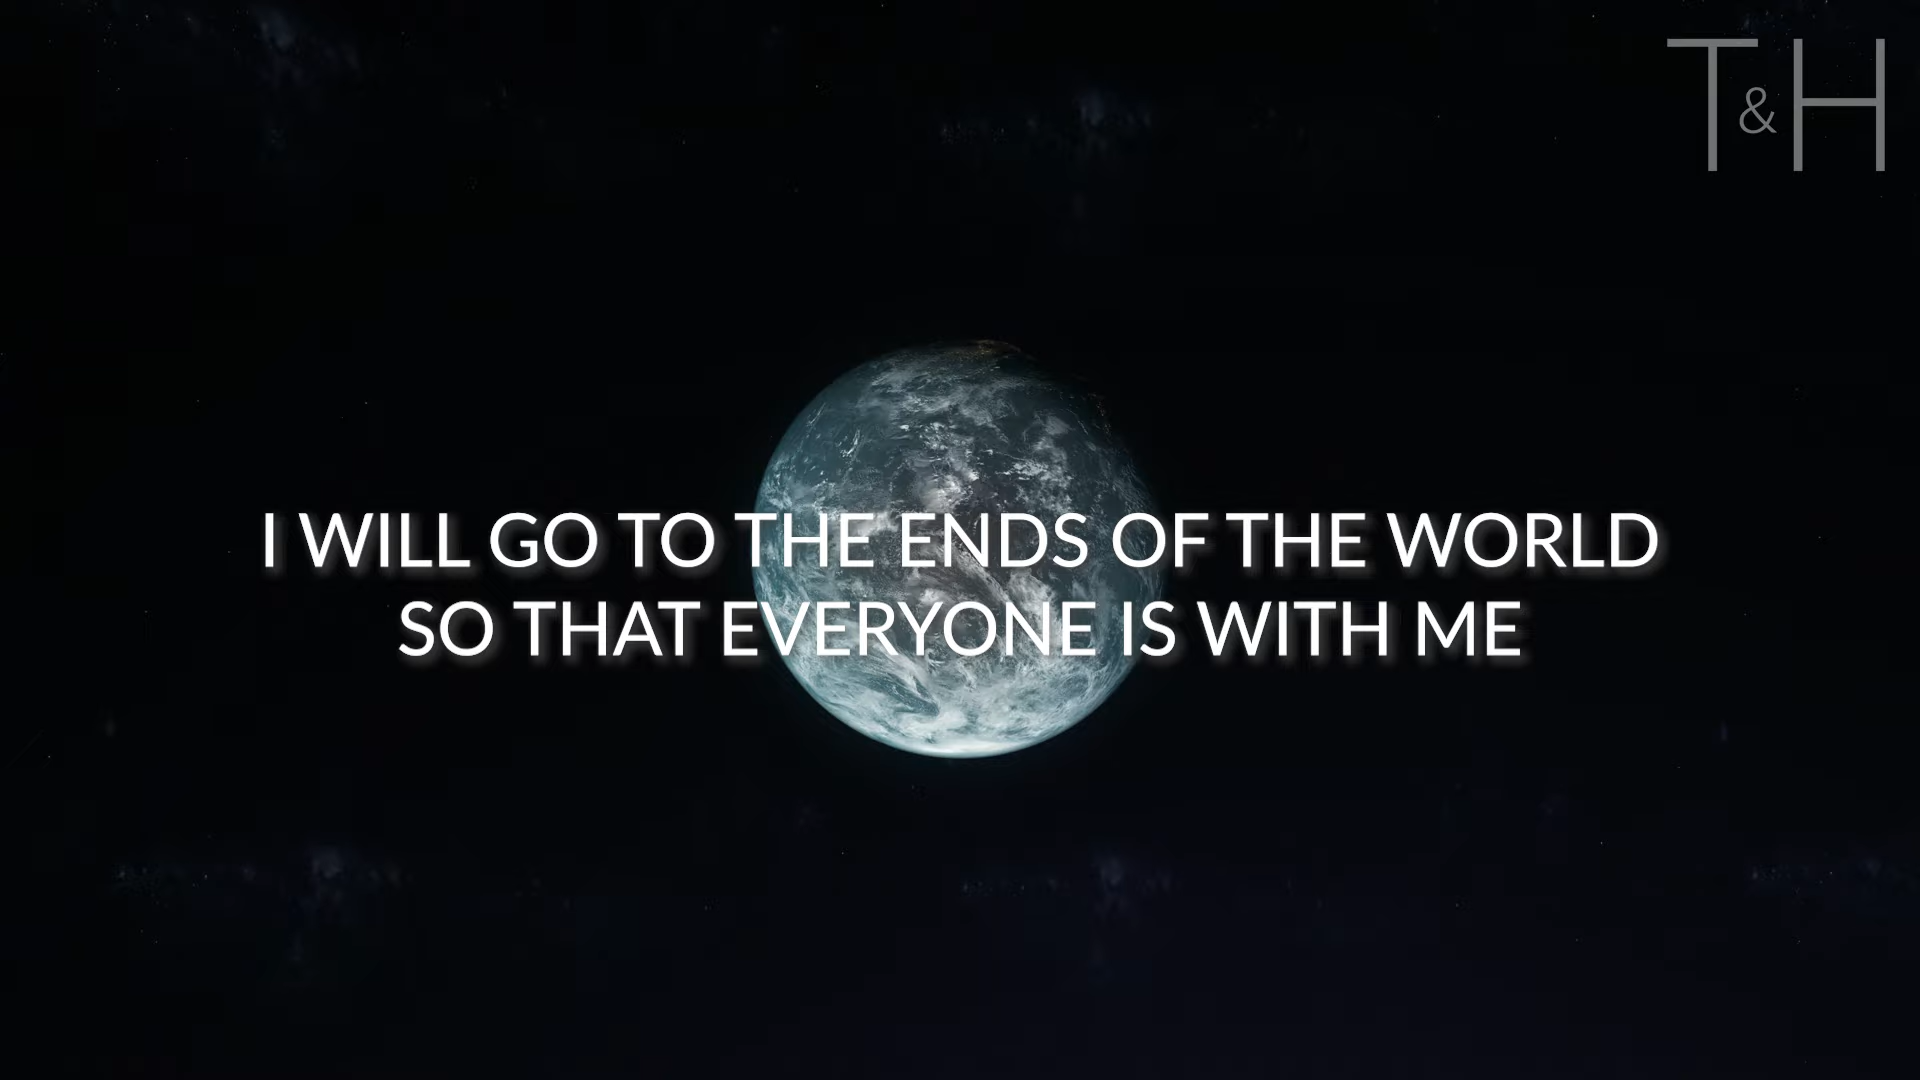 T&H
I WILL GO TO THE ENDS OF THE WORLD
SO THAT EVERYONE IS WITH ME